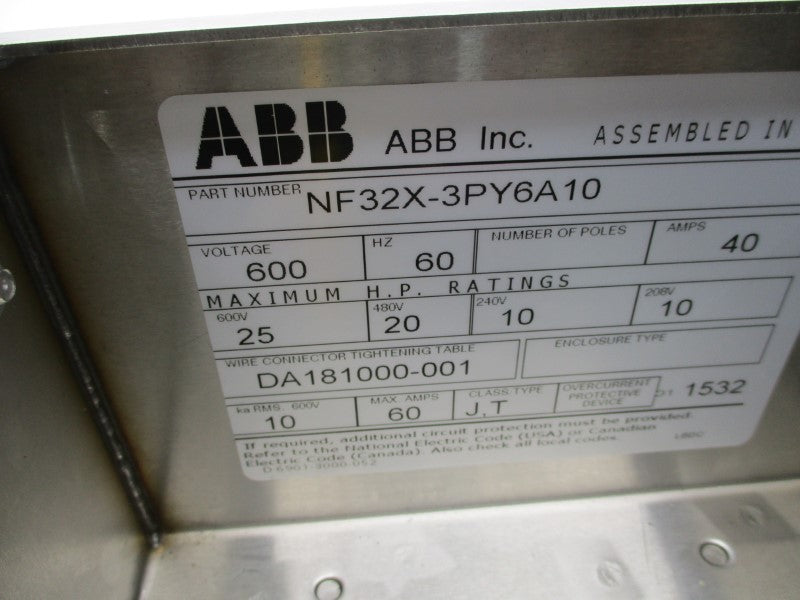 ABB ABB Inc. ASSEMBLED IN
PART NUMBER NF32X-3PY6A10
VOLTAGE 600 HZ 60 NUMBER OF POLES AMPS 40
MAXIMUM H.P. RATINGS
600V 25 480V 20 240V 10 208V 10
WIRE CONNECTOR TIGHTENING TABLE DA181000-001 ENCLOSURE TYPE
ka RMS. 600V 10 MAX. AMPS 60 CLASS TYPE J,T OVERCURRENT PROTECTIVE DEVICE 1532
If required, additional circuit protection must be provided.
Refer to the National Electric Code (USA) or Canadian
Electric Code (Canada). Also check all local codes.